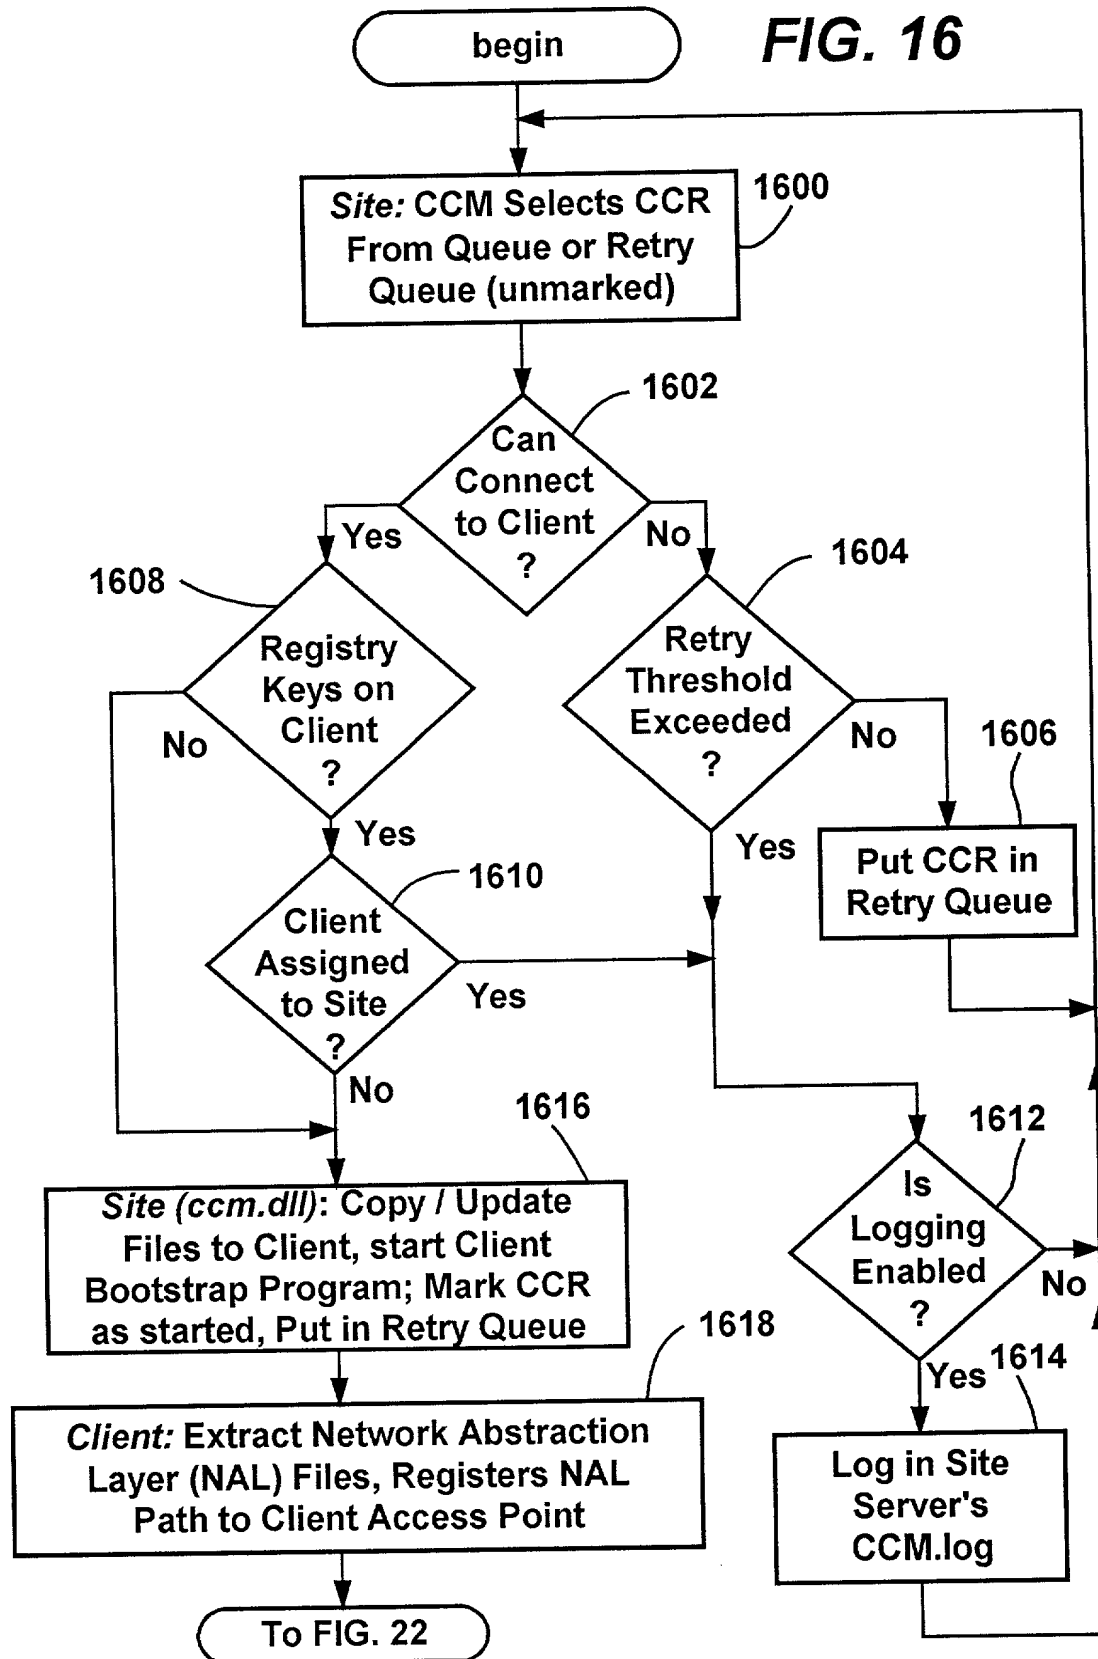 begin
FIG. 16
Site: CCM Selects CCR
From Queue or Retry
Queue (unmarked)
1600
1602
Can
Connect
to Client
?
Yes
No
1608
1604
Registry
Keys on
Client
?
No
Yes
Retry
Threshold
Exceeded
?
No
Yes
1606
Put CCR in
Retry Queue
1610
Client
Assigned
to Site
?
Yes
No
1616
1612
Is
Logging
Enabled
?
No
Yes
Site (ccm.dll): Copy / Update
Files to Client, start Client
Bootstrap Program; Mark CCR
as started, Put in Retry Queue
1618
1614
Client: Extract Network Abstraction
Layer (NAL) Files, Registers NAL
Path to Client Access Point
Log in Site
Server's
CCM.log
To FIG. 22